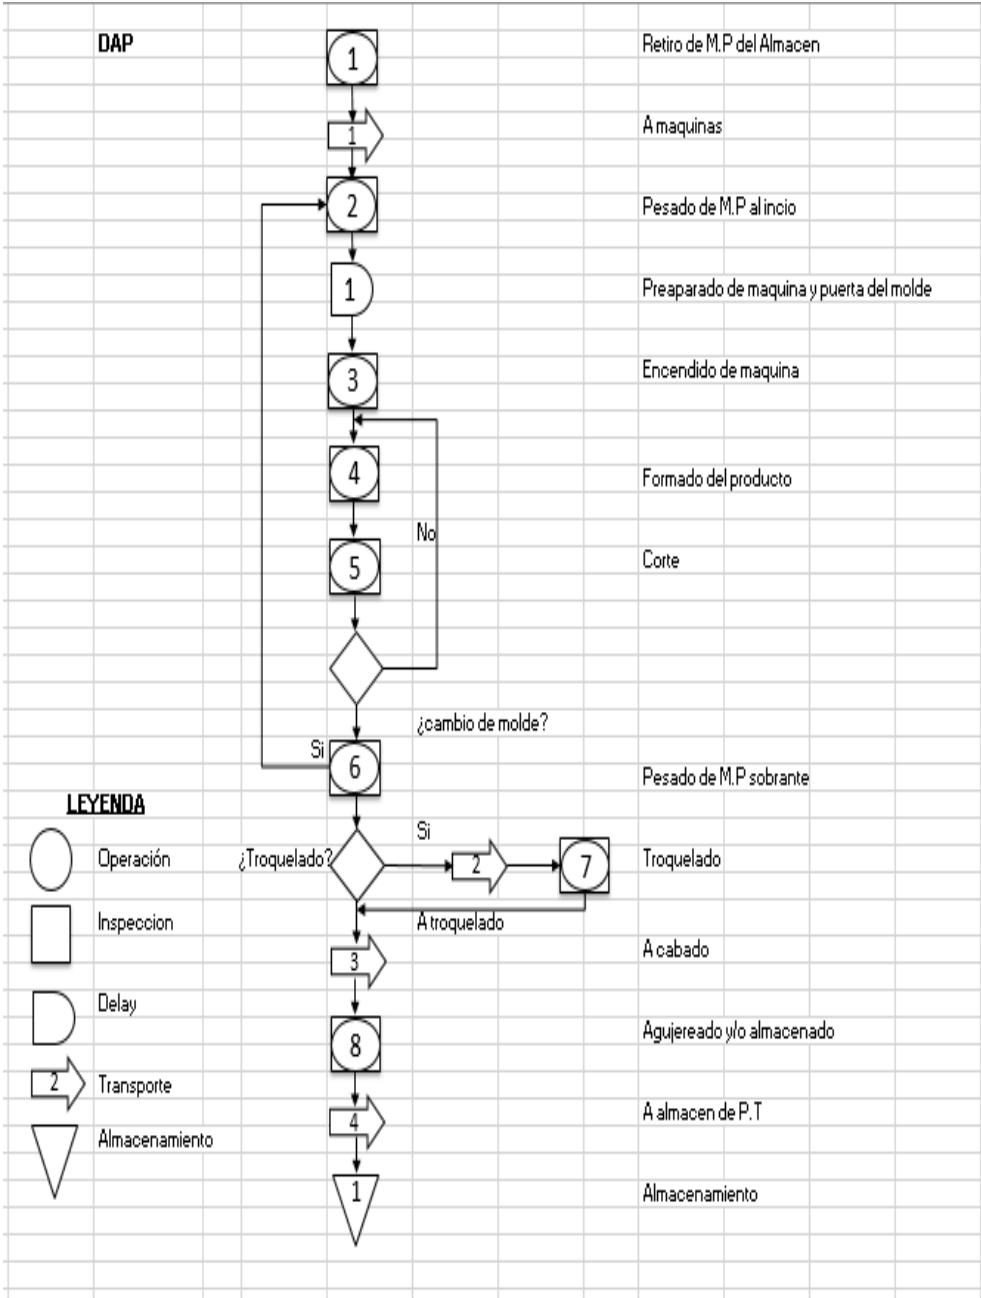 DAP
1
Retiro de M.P del Almacen
1
A maquinas
2
Pesado de M.P al incio
1
Preaparado de maquina y puerta del molde
3
Encendido de maquina
4
Formado del producto
No
5
Corte
¿cambio de molde?
Si
6
Pesado de M.P sobrante
LEYENDA
Si
Operación
¿Troquelado?
2
7
Troquelado
Inspeccion
A troquelado
3
A cabado
Delay
8
Agujereado y/o almacenado
2
Transporte
4
A almacen de P.T
Almacenamiento
1
Almacenamiento